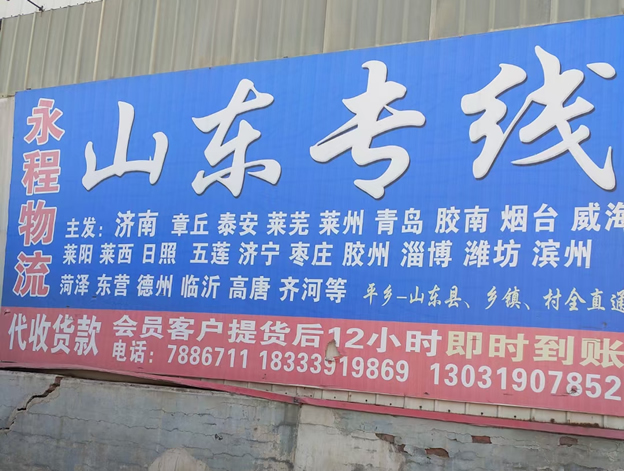 永程物流
山东专线
主发：济南 章丘 泰安 莱芜 莱州 青岛 胶南 烟台 威海
莱阳 莱西 日照 五莲 济宁 枣庄 胶州 淄博 潍坊 滨州
菏泽 东营 德州 临沂 高唐 齐河等 平乡-山东县、乡镇、村全直通
代收货款 会员客户提货后12小时即时到账
电话：7886711 18333919869 13031907852